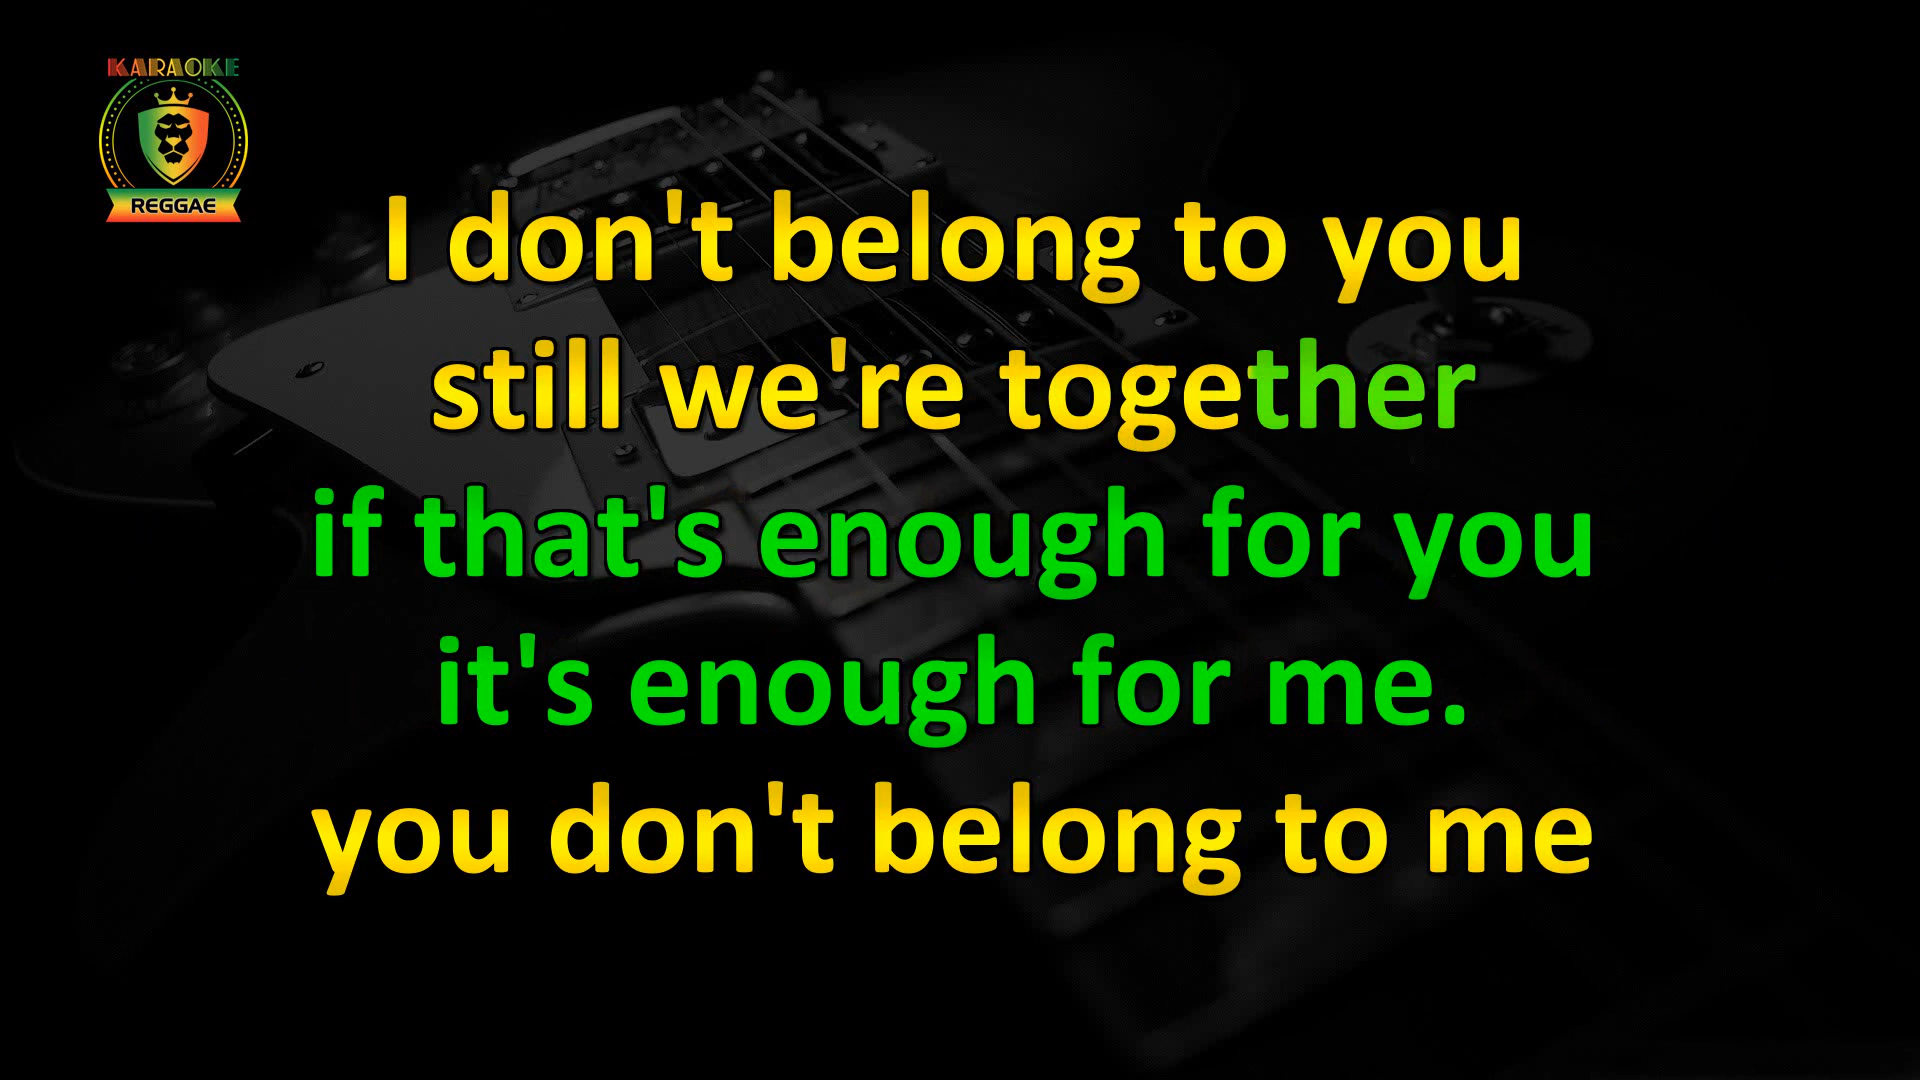 KARAOKE
REGGAE
I don't belong to you
still we're together
if that's enough for you
it's enough for me.
you don't belong to me